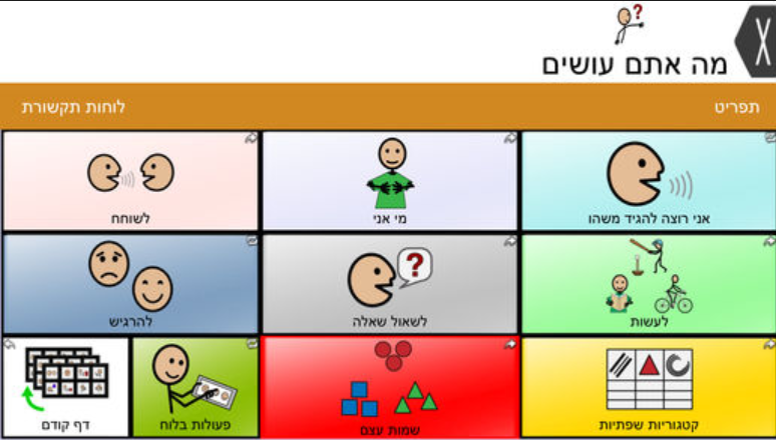 ?
מה אתם עושים
תפריט
לוחות תקשורת
אני רוצה להגיד משהו
מי אני
לשוחח
לעשות
?
לשאול שאלה
להרגיש
קטגוריות שפתיות
שמות עצם
פעולות בלוח
דף קודם